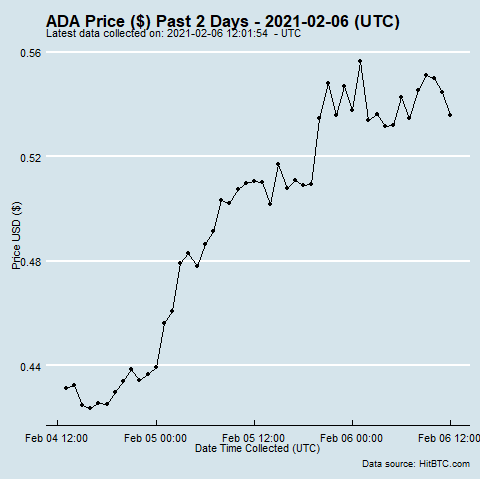 ADA Price ($) Past 2 Days - 2021-02-06 (UTC)
Latest data collected on: 2021-02-06 12:01:54 - UTC
0.56
0.52
0.48
0.44
Price USD ($)
Feb 04 12:00 Feb 05 00:00 Feb 05 12:00 Feb 06 00:00 Feb 06 12:00
Date Time Collected (UTC)
Data source: HitBTC.com